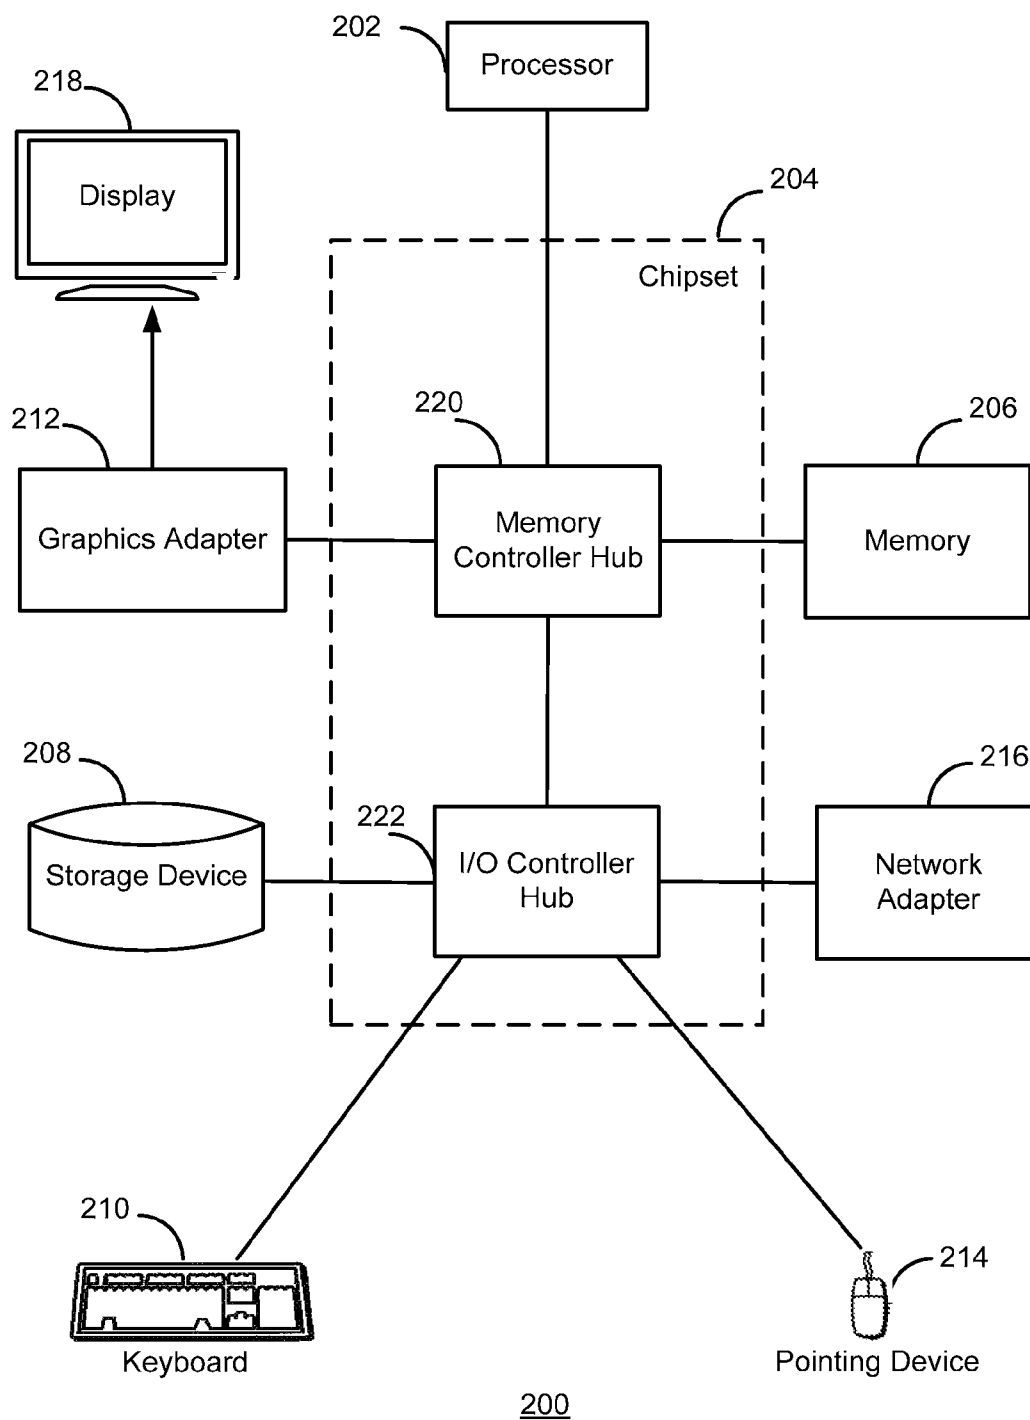 202
Processor
218
Display
204
Chipset
212
220
206
Graphics Adapter
Memory
Controller Hub
Memory
208
222
216
Storage Device
I/O Controller
Hub
Network
Adapter
210
214
Keyboard
Pointing Device
200